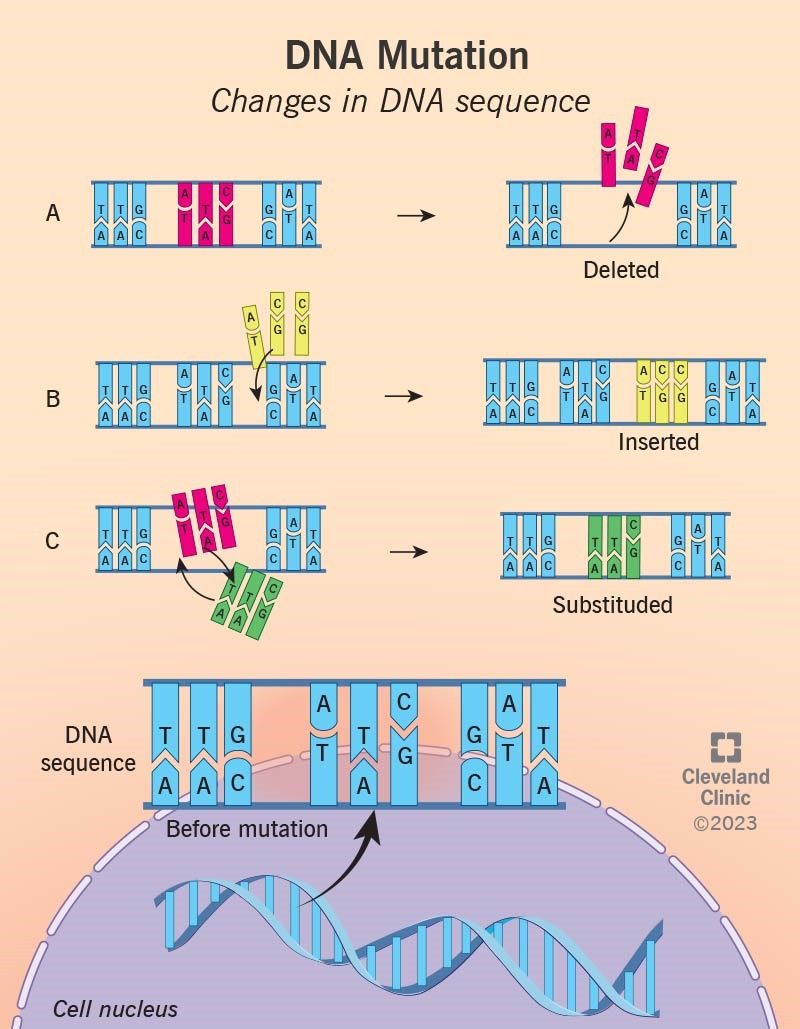 DNA Mutation
Changes in DNA sequence
A
T T G A T C G A T
A A C T A G C T A
T T G G A T
A A C C T A
A T C
T A G
Deleted
B
A C C
T G G
T T G A T C G A T
A A C T A G C T A
T T G A T C A C C G A T
A A C T A G T G G C T A
Inserted
C
A T C
T A G
T T G G A T
A A C C T A
T T C
A A G
T T G T T C G A T
A A C A A G C T A
Substituded
DNA
sequence
T T G A T C G A T
A A C T A G C T A
Before mutation
Cleveland
Clinic
©2023
Cell nucleus